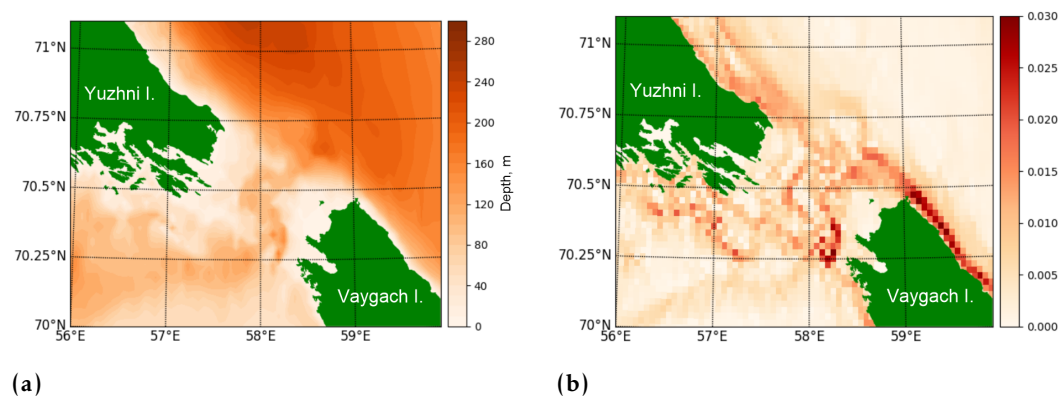 71°N
70.75°N
70.5°N
70.25°N
70°N
56°E
57°E
58°E
59°E
Yuzhni I.
Vaygach I.
280
240
200
160
120
80
40
0
Depth, m
(a)
71°N
70.75°N
70.5°N
70.25°N
70°N
56°E
57°E
58°E
59°E
Yuzhni I.
Vaygach I.
0.030
0.025
0.020
0.015
0.010
0.005
0.000
(b)